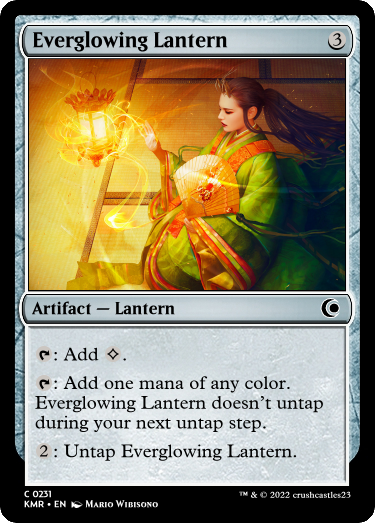 Everglowing Lantern 3
Artifact — Lantern
: Add .
: Add one mana of any color.
Everglowing Lantern doesn't untap
during your next untap step.
2: Untap Everglowing Lantern.
C 0231
KMR • EN Mario Wibisono
™ & © 2022 crushcastles23